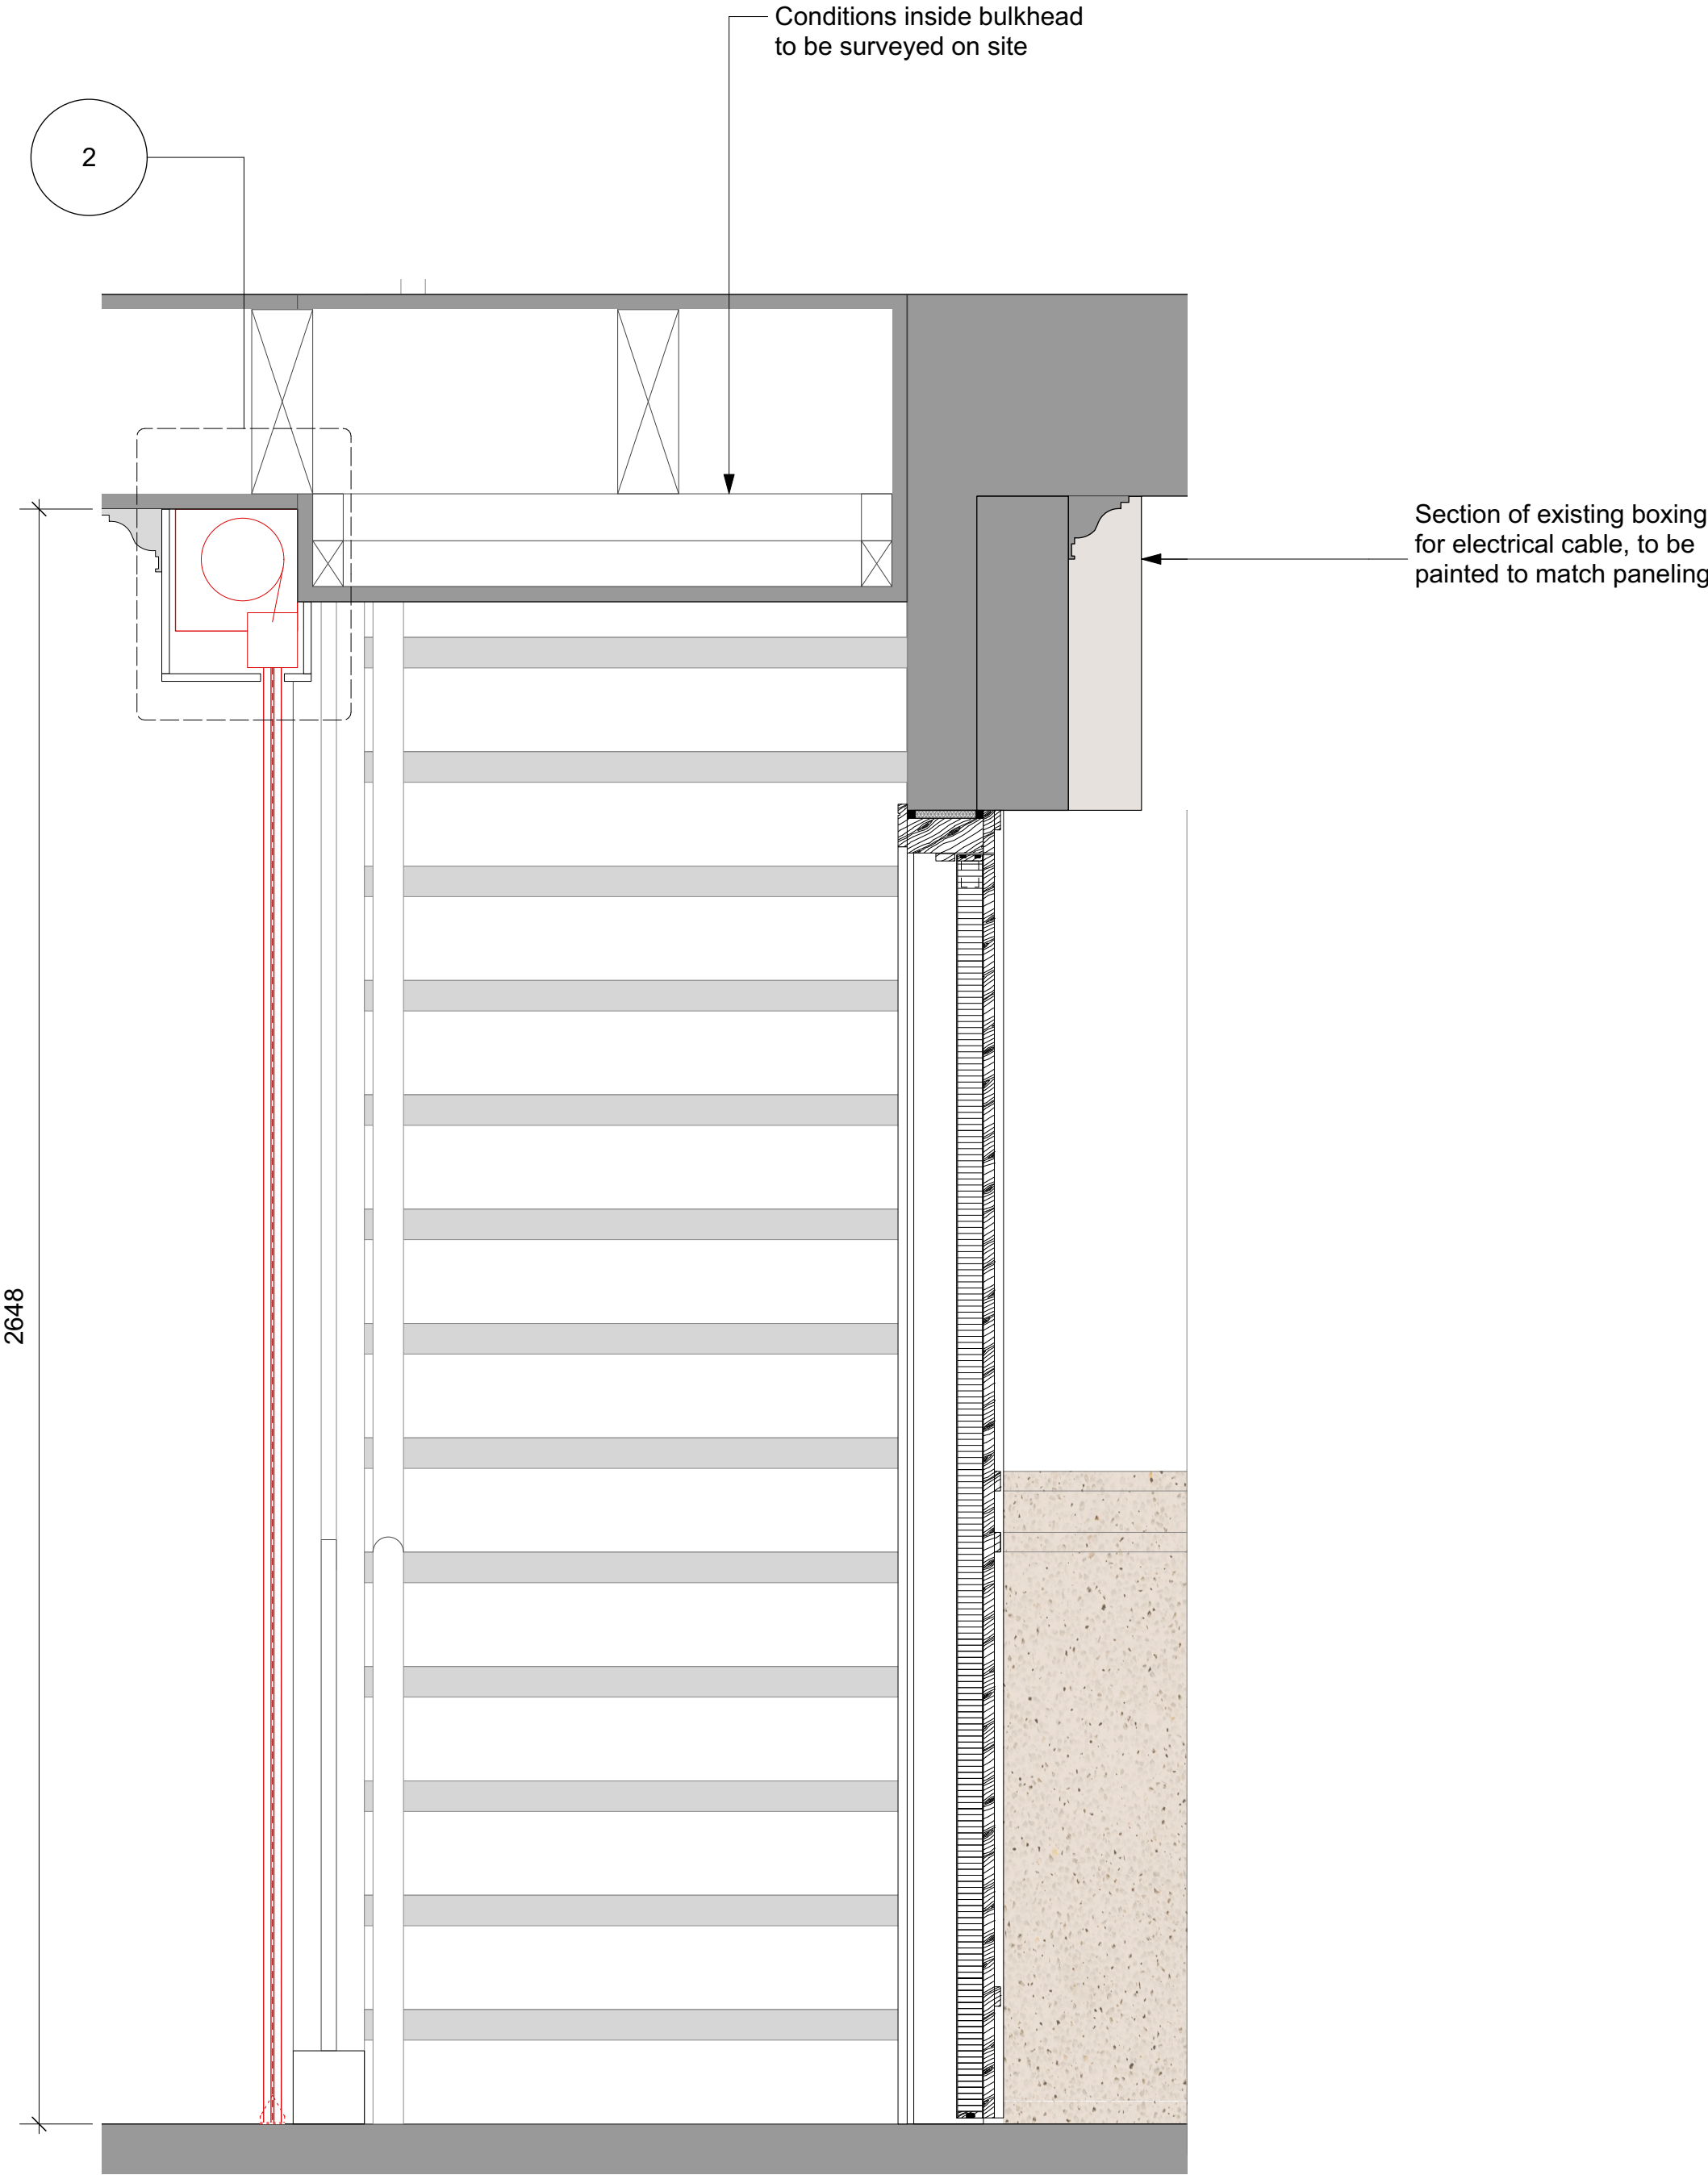 Conditions inside bulkhead
to be surveyed on site
2
Section of existing boxing
for electrical cable, to be
painted to match paneling
2648